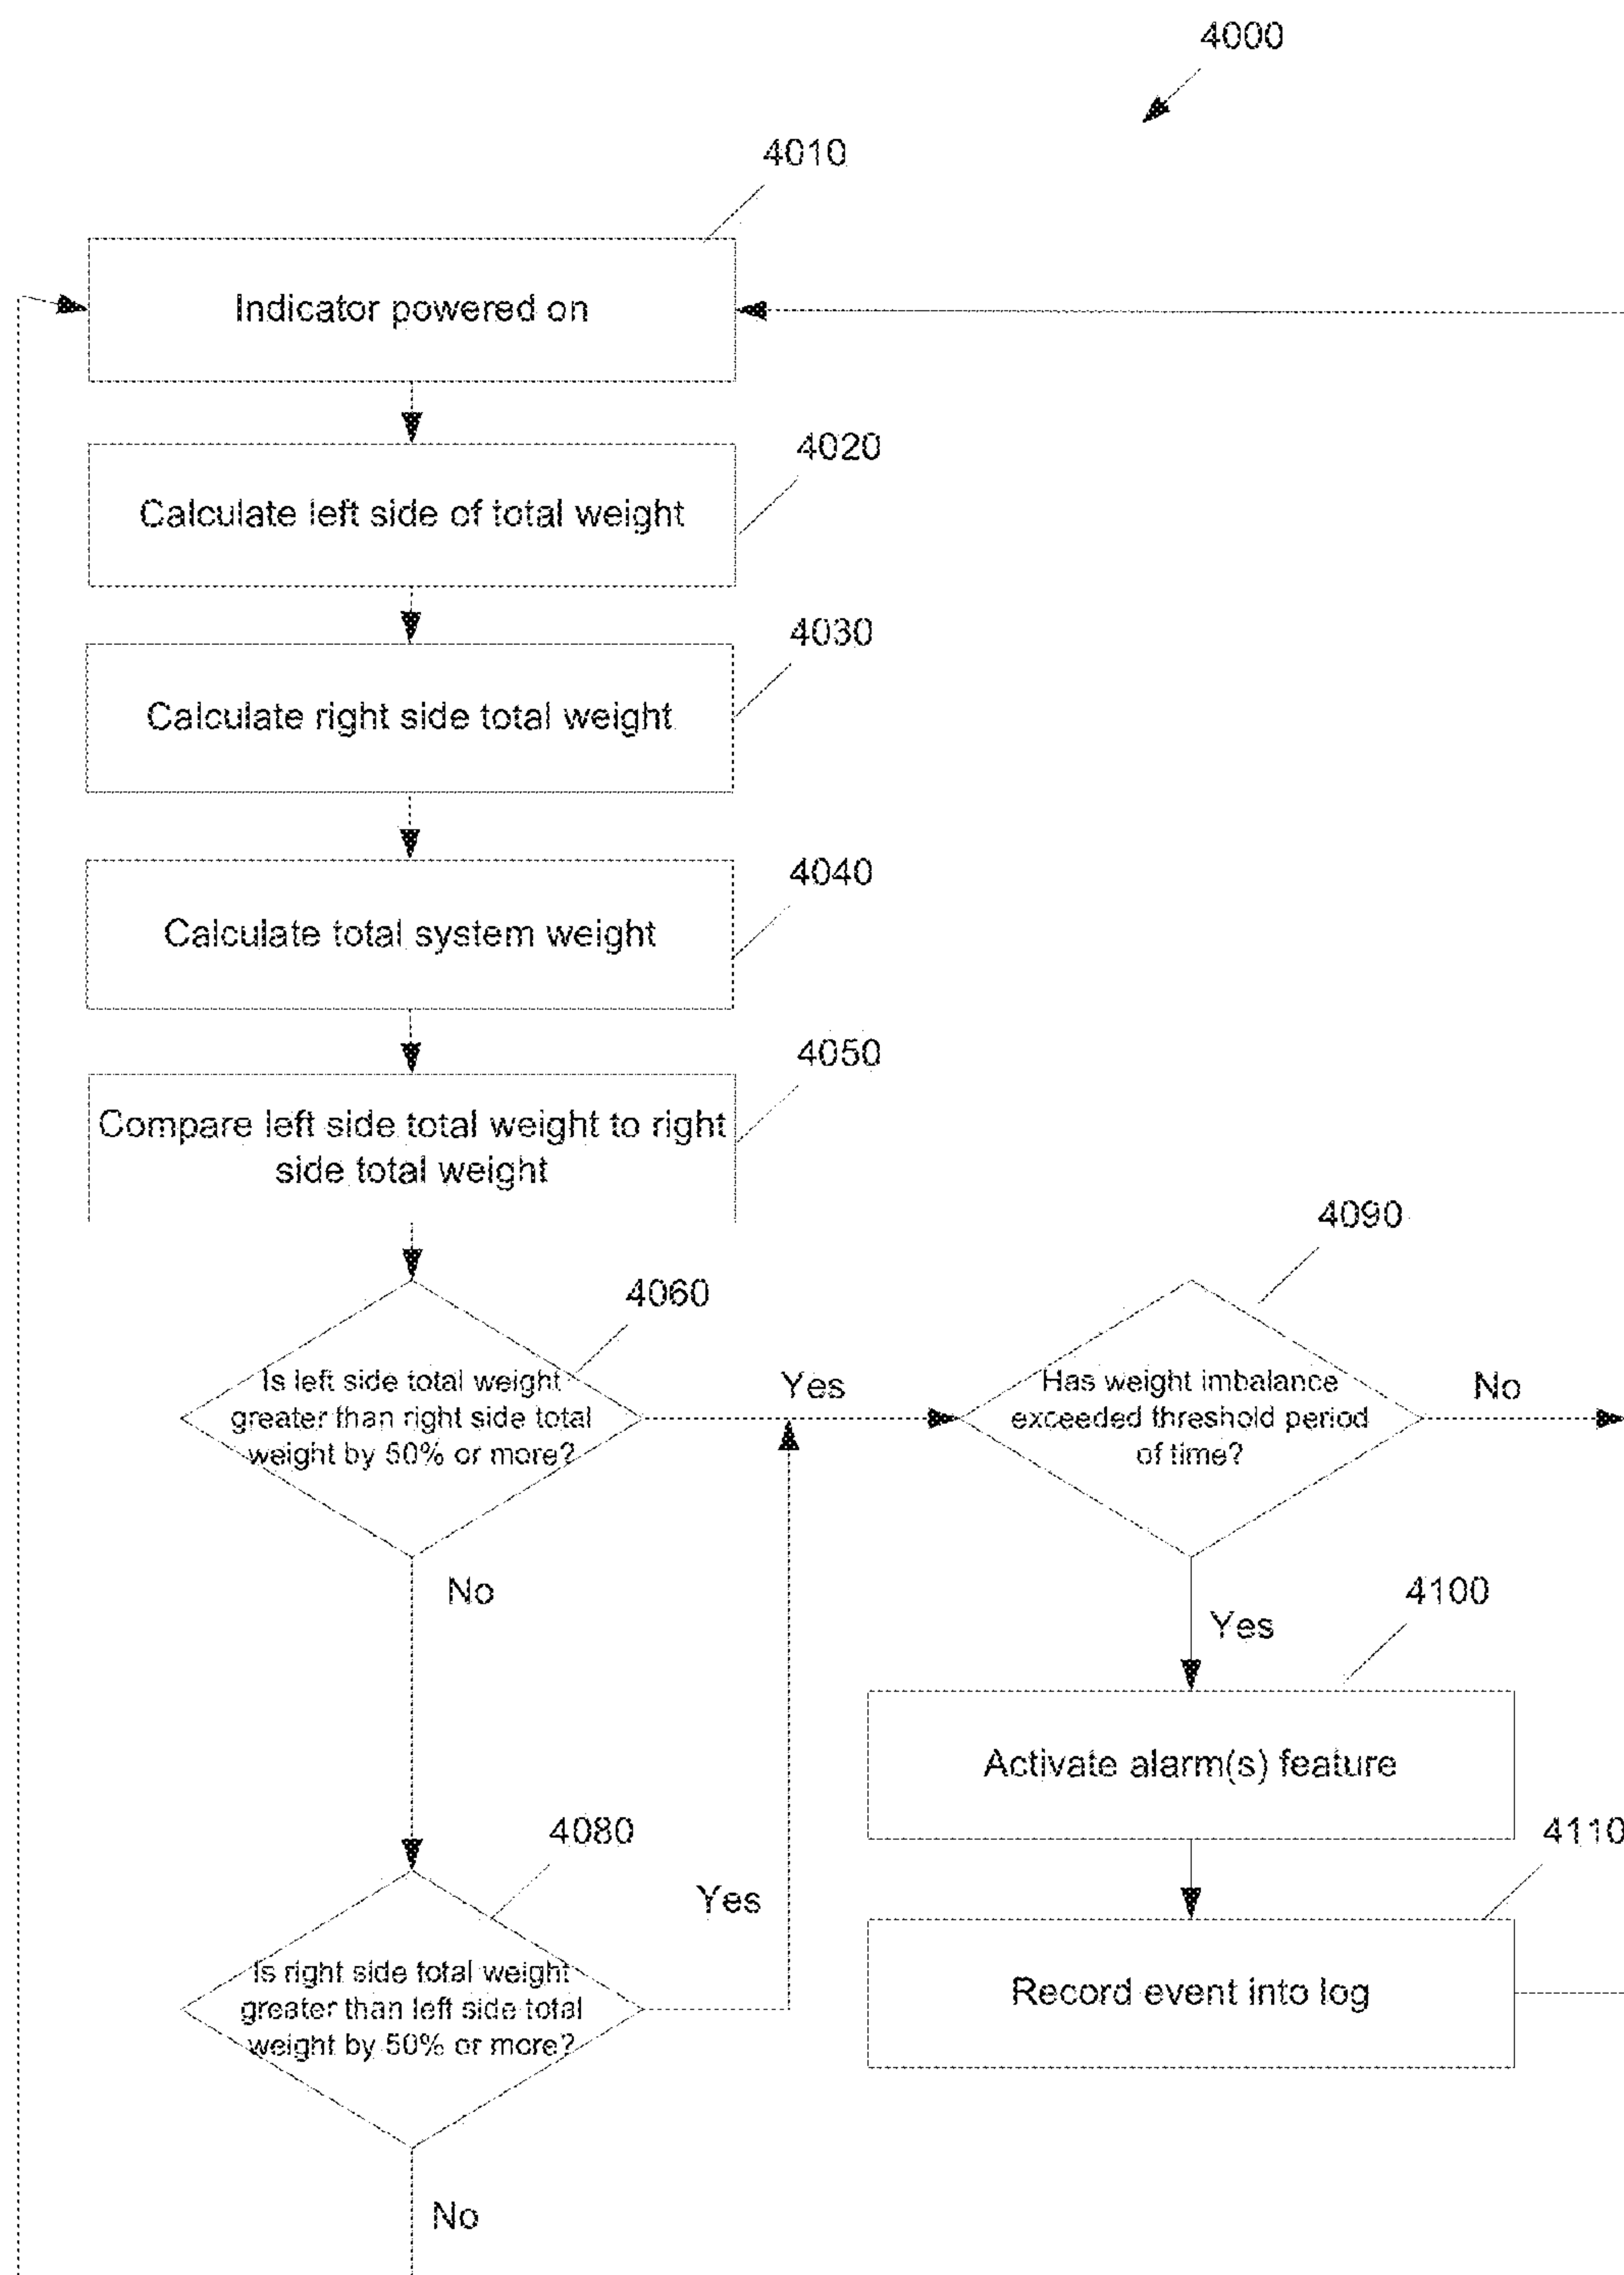 4000
4010
Indicator powered on
4020
Calculate left side of total weight
4030
Calculate right side total weight
4040
Calculate total system weight
4050
Compare left side total weight to right
side total weight
4060
Is left side total weight
greater than right side total
weight by 50% or more?
Yes
No
4090
Has weight imbalance
exceeded threshold period
of time?
No
Yes
4100
Activate alarm(s) feature
4110
Record event into log
4080
Is right side total weight
greater than left side total
weight by 50% or more?
Yes
No